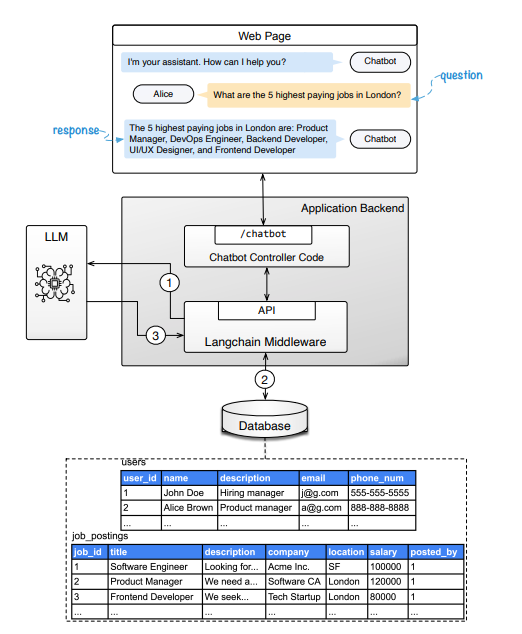 Web Page
I'm your assistant. How can I help you?
Chatbot
question
Alice
What are the 5 highest paying jobs in London?
response
The 5 highest paying jobs in London are: Product
Manager, DevOps Engineer, Backend Developer,
UI/UX Designer, and Frontend Developer
Chatbot
Application Backend
LLM
/chatbot
Chatbot Controller Code
1
API
3
Langchain Middleware
2
Database
users
user_id name description email phone_num
1 John Doe Hiring manager j@g.com 555-555-5555
2 Alice Brown Product manager a@g.com 888-888-8888
... ... ... ... ...
job_postings
job_id title description company location salary posted_by
1 Software Engineer Looking for... Acme Inc. SF 100000 1
2 Product Manager We need a... Software CA London 120000 1
3 Frontend Developer We seek... Tech Startup London 80000 1
... ... ... ... ... ... ...